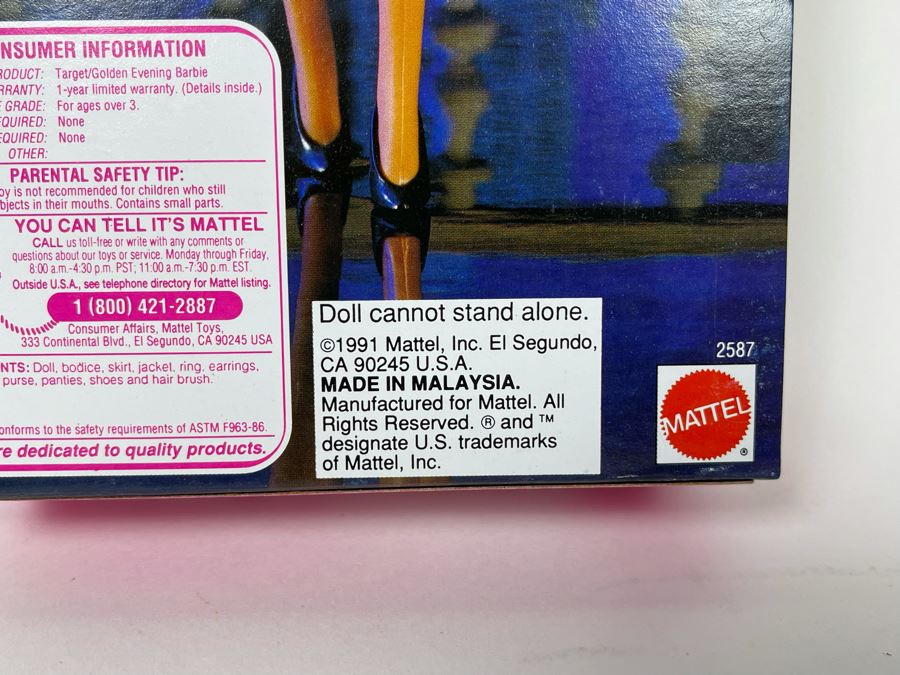 NSUMER INFORMATION
RODUCT: Target/Golden Evening Barbie
RRANTY: 1-year limited warranty. (Details inside.)
E GRADE: For ages over 3.
EQUIRED: None
EQUIRED: None
OTHER:
PARENTAL SAFETY TIP:
oy is not recommended for children who still
bjects in their mouths. Contains small parts.
YOU CAN TELL IT'S MATTEL
CALL us toll-free or write with any comments or
questions about our toys or service. Monday through Friday,
8:00 a.m.-4:30 p.m. PST; 11:00 a.m.-7:30 p.m. EST.
Outside U.S.A., see telephone directory for Mattel listing.
1 (800) 421-2887
Consumer Affairs, Mattel Toys,
333 Continental Blvd., El Segundo, CA 90245 USA
NTS: Doll, bodice, skirt, jacket, ring, earrings,
purse, panties, shoes and hair brush.
onforms to the safety requirements of ASTM F963-86.
re dedicated to quality products.
Doll cannot stand alone.
©1991 Mattel, Inc. El Segundo,
CA 90245 U.S.A.
MADE IN MALAYSIA.
Manufactured for Mattel. All
Rights Reserved. ® and ™
designate U.S. trademarks
of Mattel, Inc.
2587
MATTEL
®